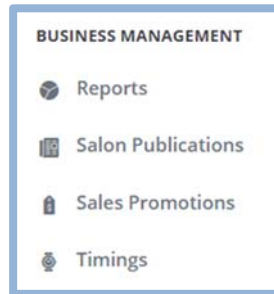 BUSINESS MANAGEMENT
Reports
Salon Publications
Sales Promotions
Timings